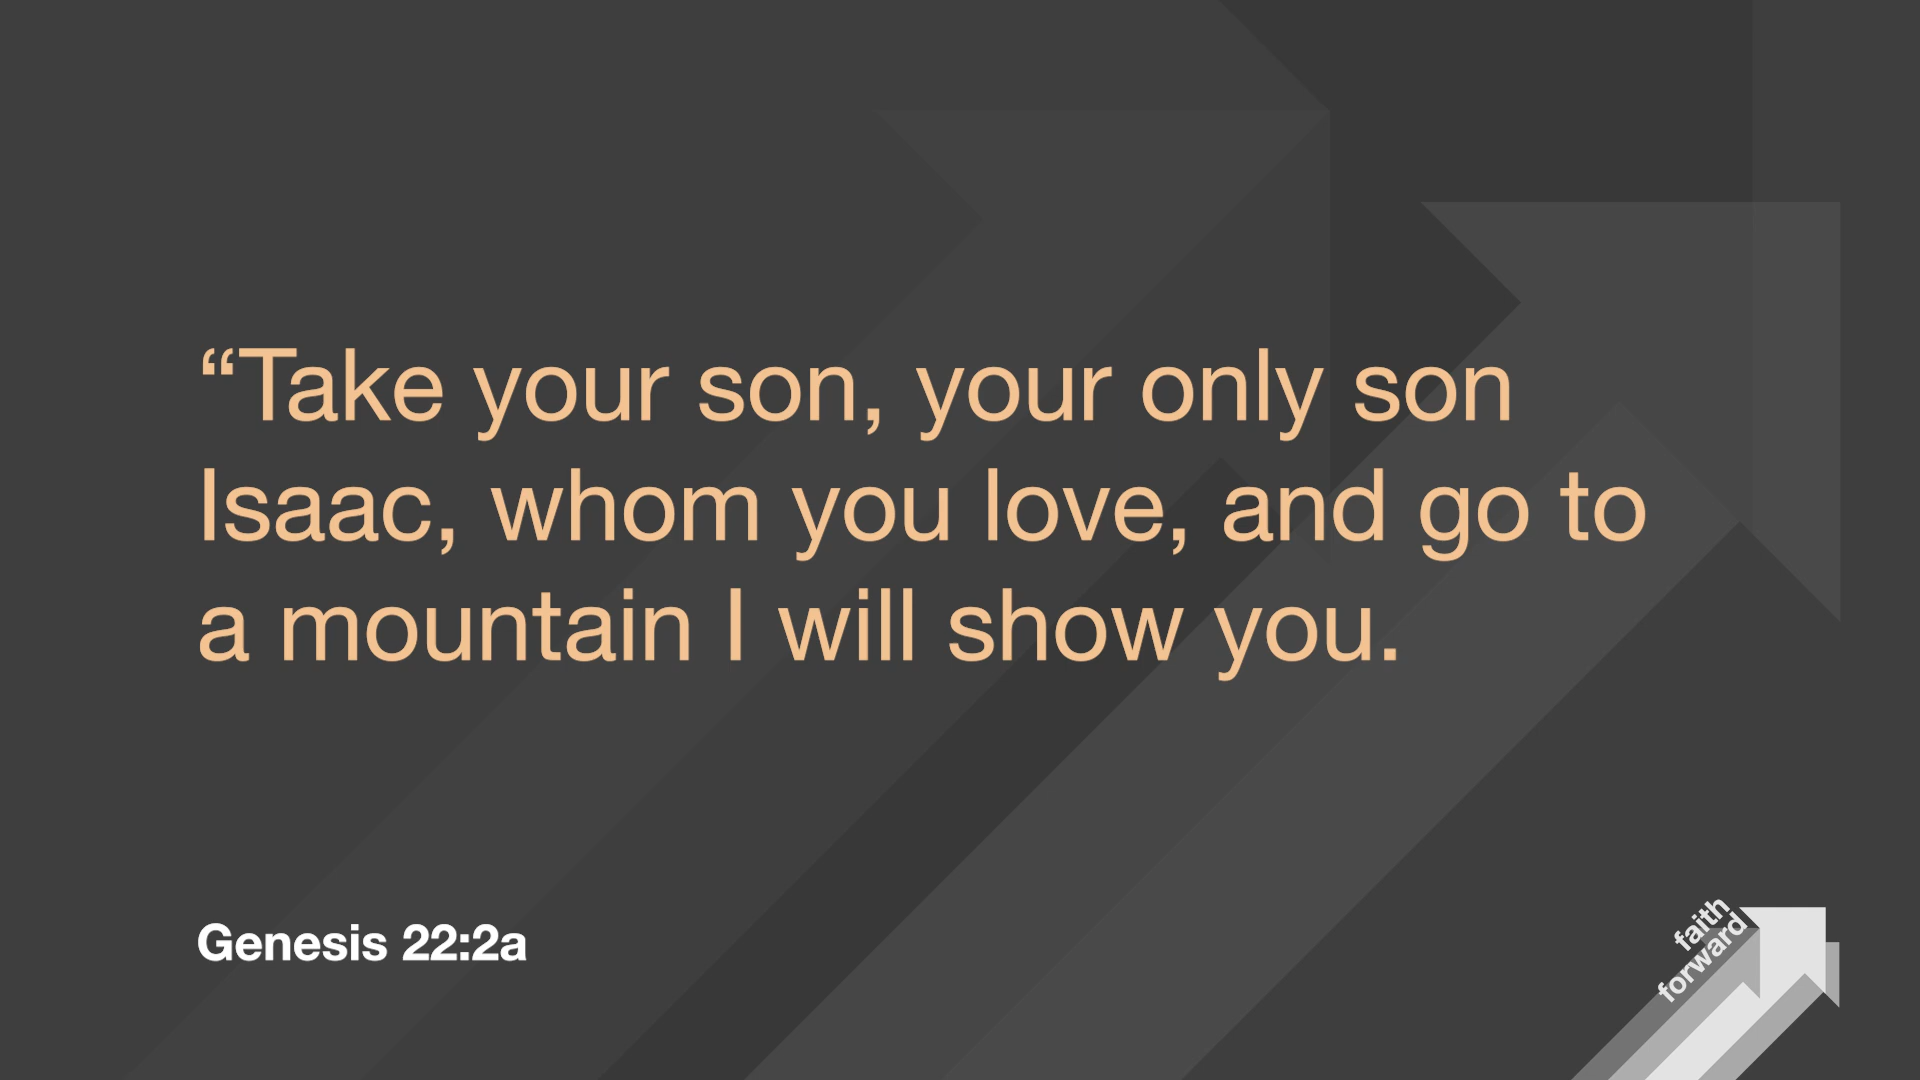 “Take your son, your only son
Isaac, whom you love, and go to
a mountain I will show you.
Genesis 22:2a
faith
forward